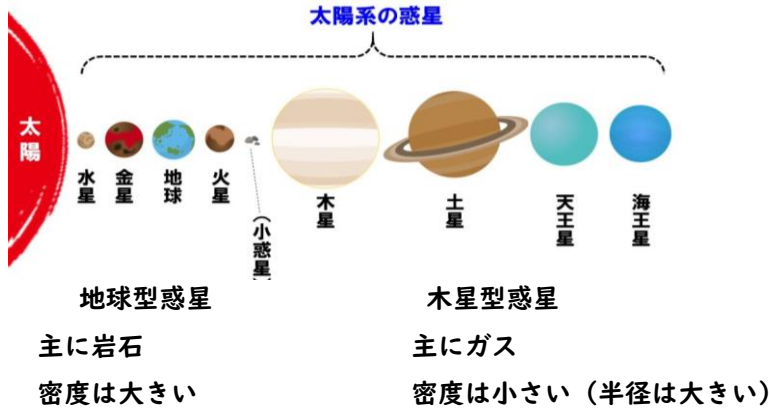 太陽系の惑星
太陽
水星
金星
地球
火星
(小惑星)
木星
土星
天王星
海王星
地球型惑星
木星型惑星
主に岩石
主にガス
密度は大きい
密度は小さい（半径は大きい）